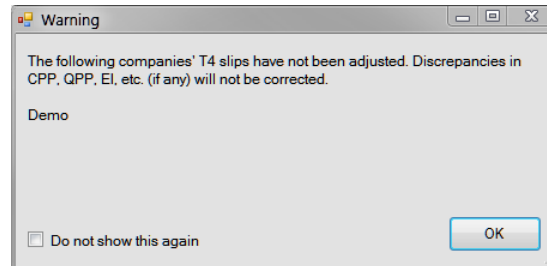 Warning
The following companies' T4 slips have not been adjusted. Discrepancies in
CPP, QPP, EI, etc. (if any) will not be corrected.
Demo
Do not show this again
OK